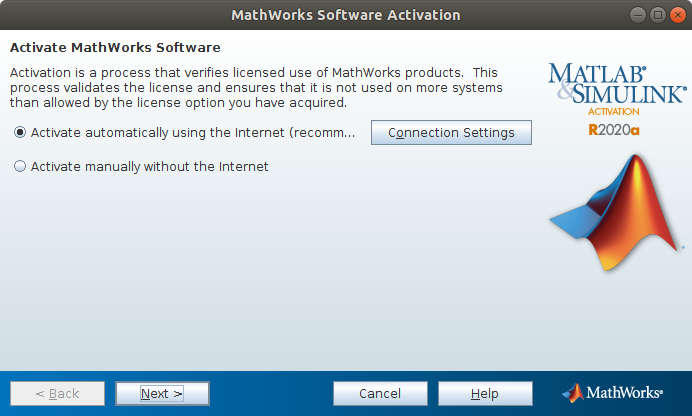 MathWorks Software Activation
Activate MathWorks Software
Activation is a process that verifies licensed use of MathWorks products.  This
process validates the license and ensures that it is not used on more systems
than allowed by the license option you have acquired.
Activate automatically using the Internet (recomm...
Connection Settings
Activate manually without the Internet
MATLAB®
&SIMULINK®
ACTIVATION
R2020a
< Back
Next >
Cancel
Help
MathWorks®